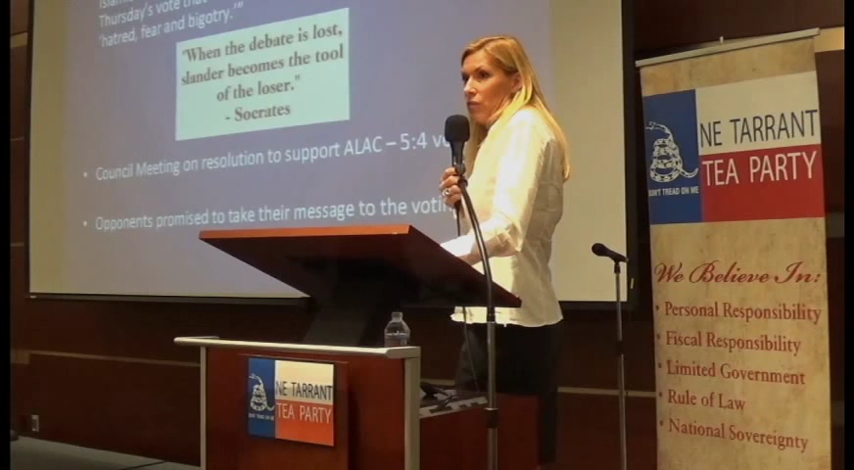 Thursday's vote that
'hatred, fear and bigotry.'"
"When the debate is lost,
slander becomes the tool
of the loser."
- Socrates
• Council Meeting on resolution to support ALAC – 5:4
• Opponents promised to take their message to the
NE TARRANT
TEA PARTY
DON'T TREAD ON ME
We Believe In:
• Personal Responsibility
• Fiscal Responsibility
• Limited Government
• Rule of Law
• National Sovereignty
NE TARRANT
TEA PARTY